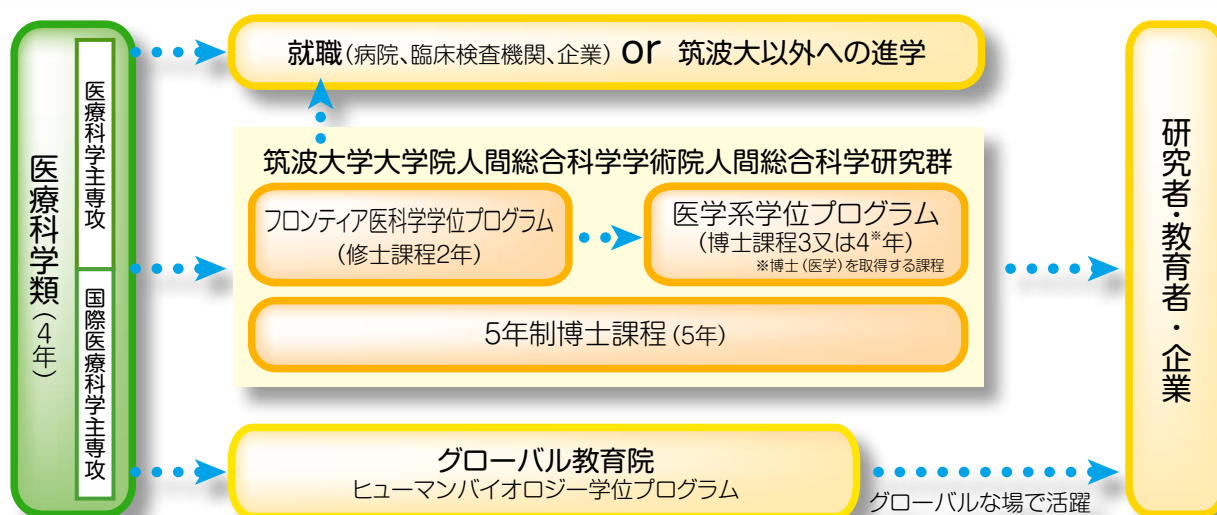 医療科学類(4年)
医療科学主専攻
国際医療科学主専攻
就職(病院、臨床検査機関、企業) or 筑波大以外への進学
筑波大学大学院人間総合科学学術院人間総合科学研究群
フロンティア医科学学位プログラム
(修士課程2年)
医学系学位プログラム
(博士課程3又は4※年)
※博士(医学)を取得する課程
5年制博士課程(5年)
グローバル教育院
ヒューマンバイオロジー学位プログラム
グローバルな場で活躍
研究者・教育者・企業